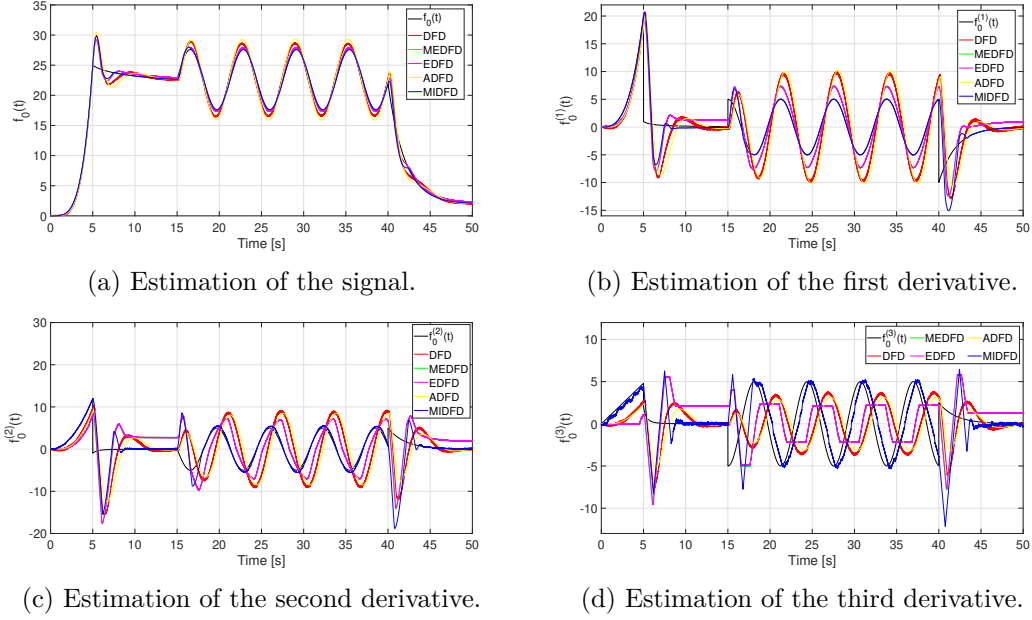 35
30
25
20
15
10
5
0
f₀(t)
f₀(t)
DFD
MEDFD
EDFD
ADFD
MIDFD
0 5 10 15 20 25 30 35 40 45 50
Time [s]
(a) Estimation of the signal.
20
15
10
5
0
-5
-10
-15
f₀⁽¹⁾(t)
f₀⁽¹⁾(t)
DFD
MEDFD
EDFD
ADFD
MIDFD
0 5 10 15 20 25 30 35 40 45 50
Time [s]
(b) Estimation of the first derivative.
30
20
10
0
-10
-20
f₀⁽²⁾(t)
f₀⁽²⁾(t)
DFD
MEDFD
EDFD
ADFD
MIDFD
0 5 10 15 20 25 30 35 40 45 50
Time [s]
(c) Estimation of the second derivative.
10
5
0
-5
-10
f₀⁽³⁾(t)
f₀⁽³⁾(t) MEDFD ADFD
DFD EDFD MIDFD
0 5 10 15 20 25 30 35 40 45 50
Time [s]
(d) Estimation of the third derivative.